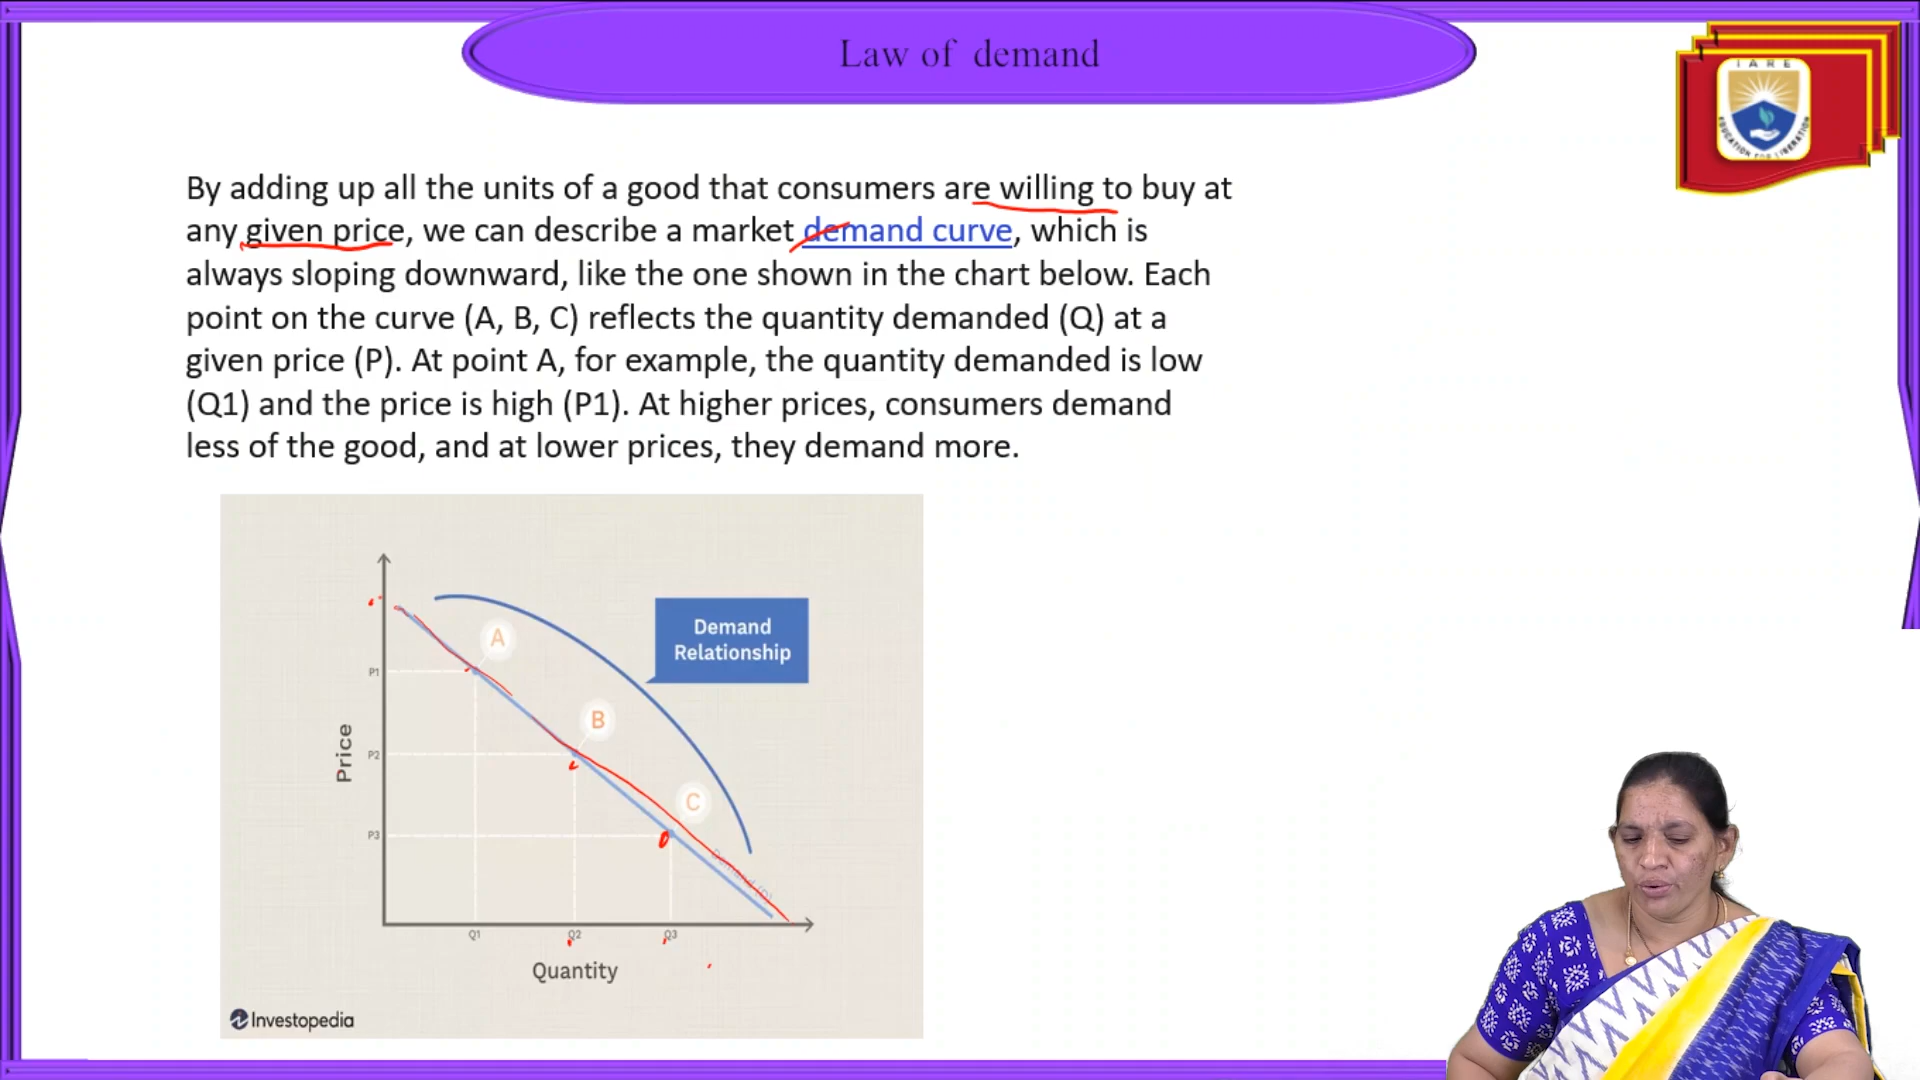 Law of demand
IARE
EDUCATION FOR LIBERATION
By adding up all the units of a good that consumers are willing to buy at
any given price, we can describe a market demand curve, which is
always sloping downward, like the one shown in the chart below. Each
point on the curve (A, B, C) reflects the quantity demanded (Q) at a
given price (P). At point A, for example, the quantity demanded is low
(Q1) and the price is high (P1). At higher prices, consumers demand
less of the good, and at lower prices, they demand more.
Demand
Relationship
A
B
C
P1
P2
P3
Price
Demand (D)
Q1 Q2 Q3
Quantity
Investopedia